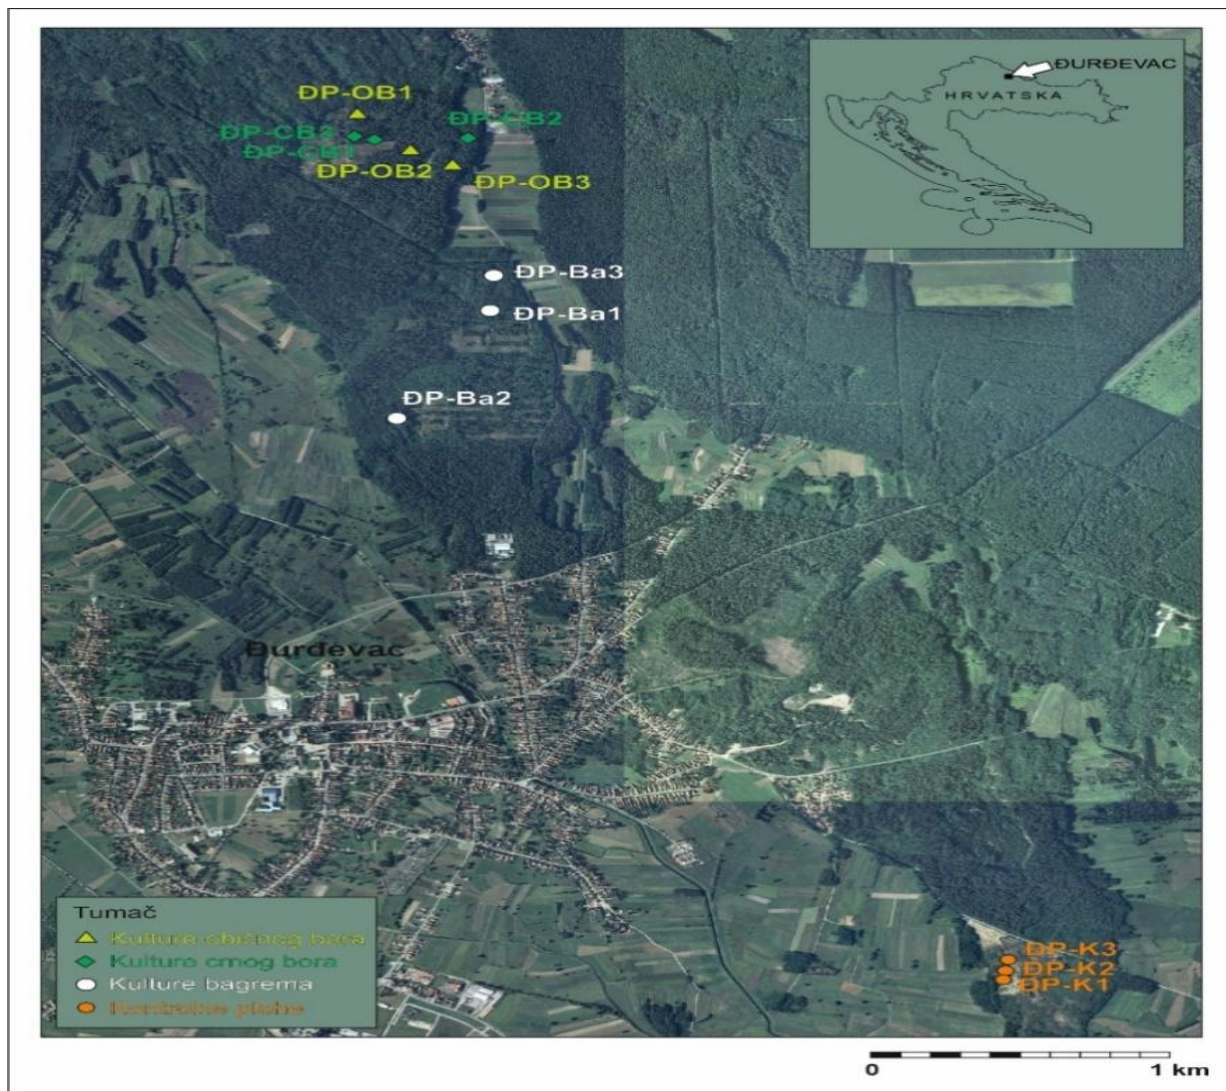 ĐURĐEVAC
HRVATSKA
ĐP-OB1
ĐP-CB3
ĐP-CB2
ĐP-CB1
ĐP-OB2
ĐP-OB3
ĐP-Ba3
ĐP-Ba1
ĐP-Ba2
Đurđevac
Tumač
Kulture običnog bora
Kulture crnog bora
Kulture bagrema
Kontrolne plohe
ĐP-K3
ĐP-K2
ĐP-K1
0 1 km